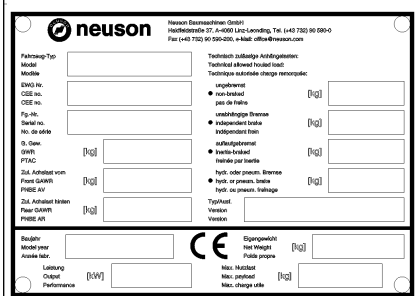 neuson
Neuson Baumaschinen GmbH
Haidfeldstraße 37, A-4060 Linz-Leonding, Tel. (+43 732) 90 590-0
Fax (+43 732) 90 590-200, e-Mail: office@neuson.com
Fahrzeug-Typ
Model
Modèle
Technisch zulässige Anhängelasten:
Technical allowed houled load:
Technique autorisée charge remorquée:
EWG Nr.
CEE no.
CEE no.
ungebremst
● non-braked [kg]
pas de freins
Fg.-Nr.
Serial no.
No. de série
unabhängige Bremse
● independent brake [kg]
indépendant frein
G. Gew.
GWR [kg]
PTAC
auflaufgebremst
● inertia-braked [kg]
freinée par inertie
Zul. Achslast vorn
Front GAWR [kg]
PNBE AV
hydr. oder pneum. Bremse
● hydr. or pneum. brake [kg]
hydr. ou pneum. freinage
Zul. Achslast hinten
Rear GAWR [kg]
PNBE AR
Typ/Ausf.
Version
Version
Baujahr
Model year
Année fabr.
CE
Eigengewicht
Net Weight [kg]
Poids propre
Leistung
Output [kW]
Performance
Max. Nutzlast
Max. payload [kg]
Max. charge utile